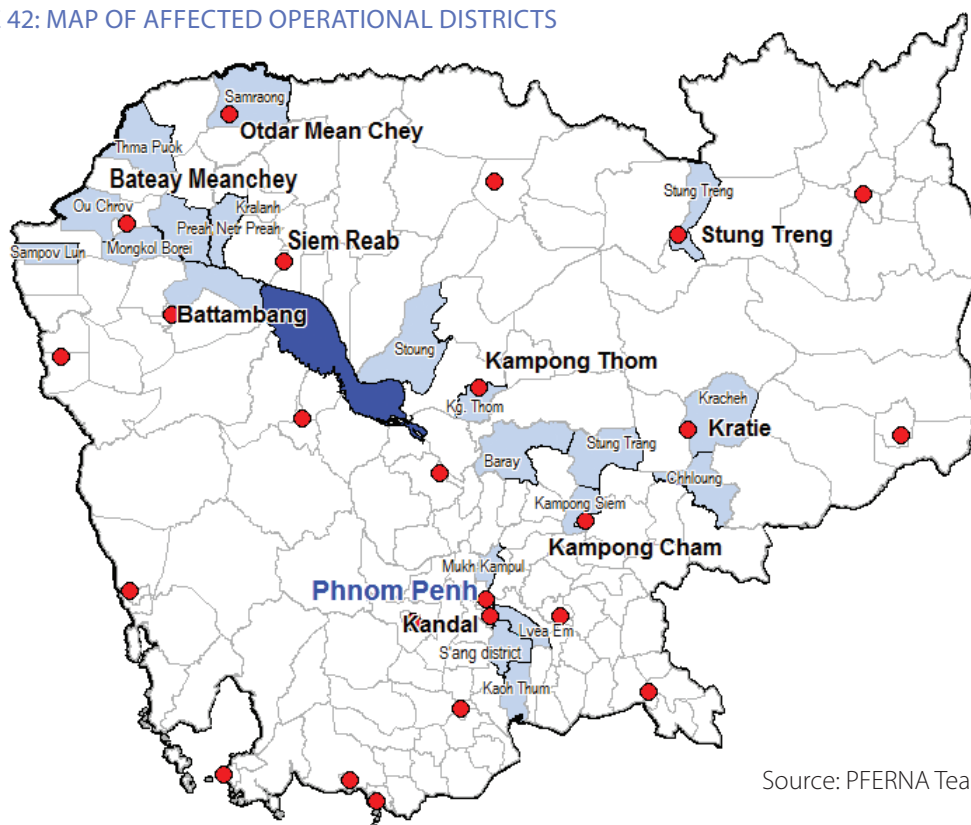 42: MAP OF AFFECTED OPERATIONAL DISTRICTS
Samraong
Otdar Mean Chey
Thma Puok
Bateay Meanchey
Stung Treng
Ou Chrov
Kralanh
Preah Netr Preah
Siem Reab
Stung Treng
Mongkol Borei
Sampov Lun
Battambang
Stoung
Kampong Thom
Kracheh
Kg. Thom
Kratie
Stung Trang
Baray
Chhloung
Kampong Siem
Kampong Cham
Mukh Kampul
Phnom Penh
Kandal
Lvea Em
S'ang district
Kaoh Thum
Source: PFERNA Tea